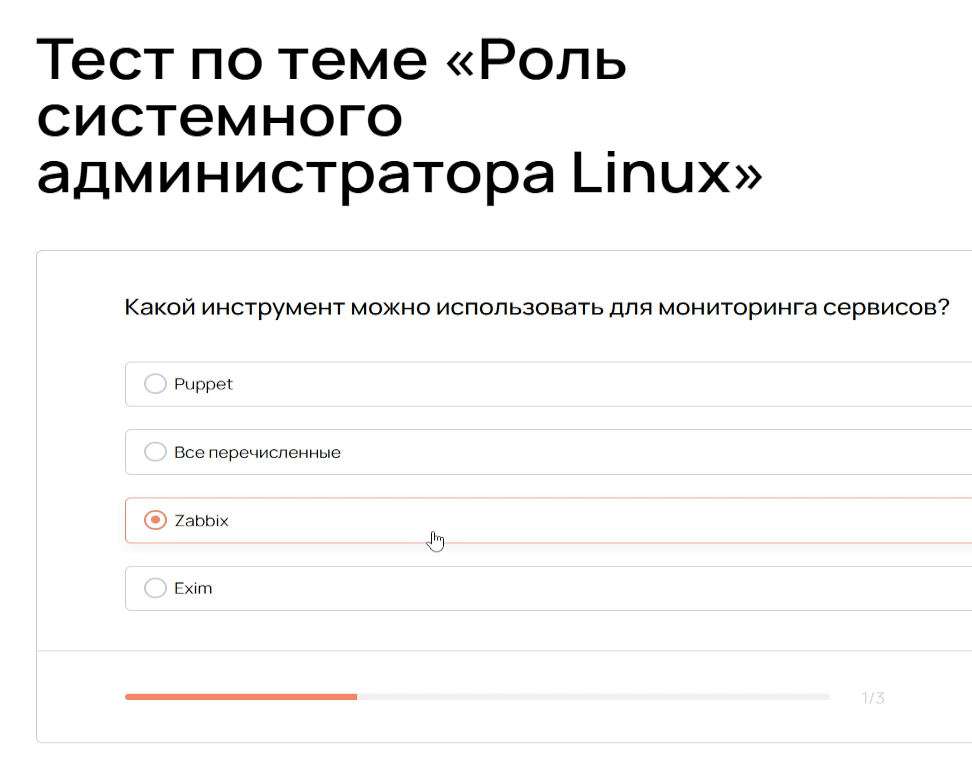 Тест по теме «Роль
системного
администратора Linux»
Какой инструмент можно использовать для мониторинга сервисов?
Puppet
Все перечисленные
Zabbix
Exim
1/3